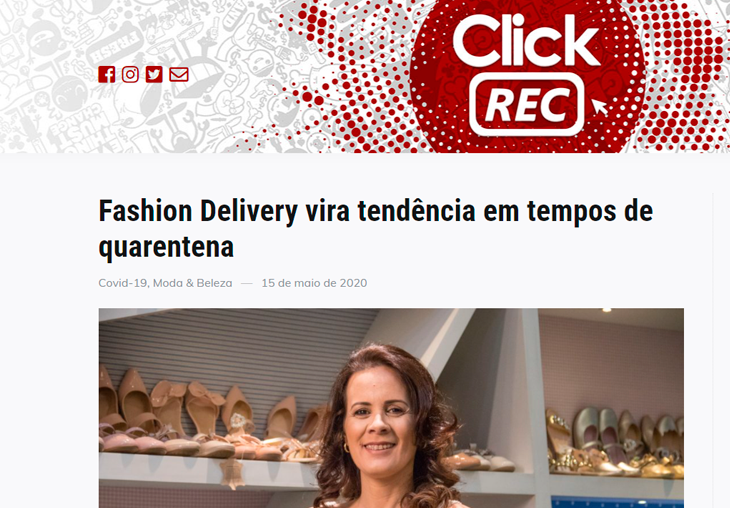 Click
REC
Fashion Delivery vira tendência em tempos de
quarentena
Covid-19, Moda & Beleza — 15 de maio de 2020